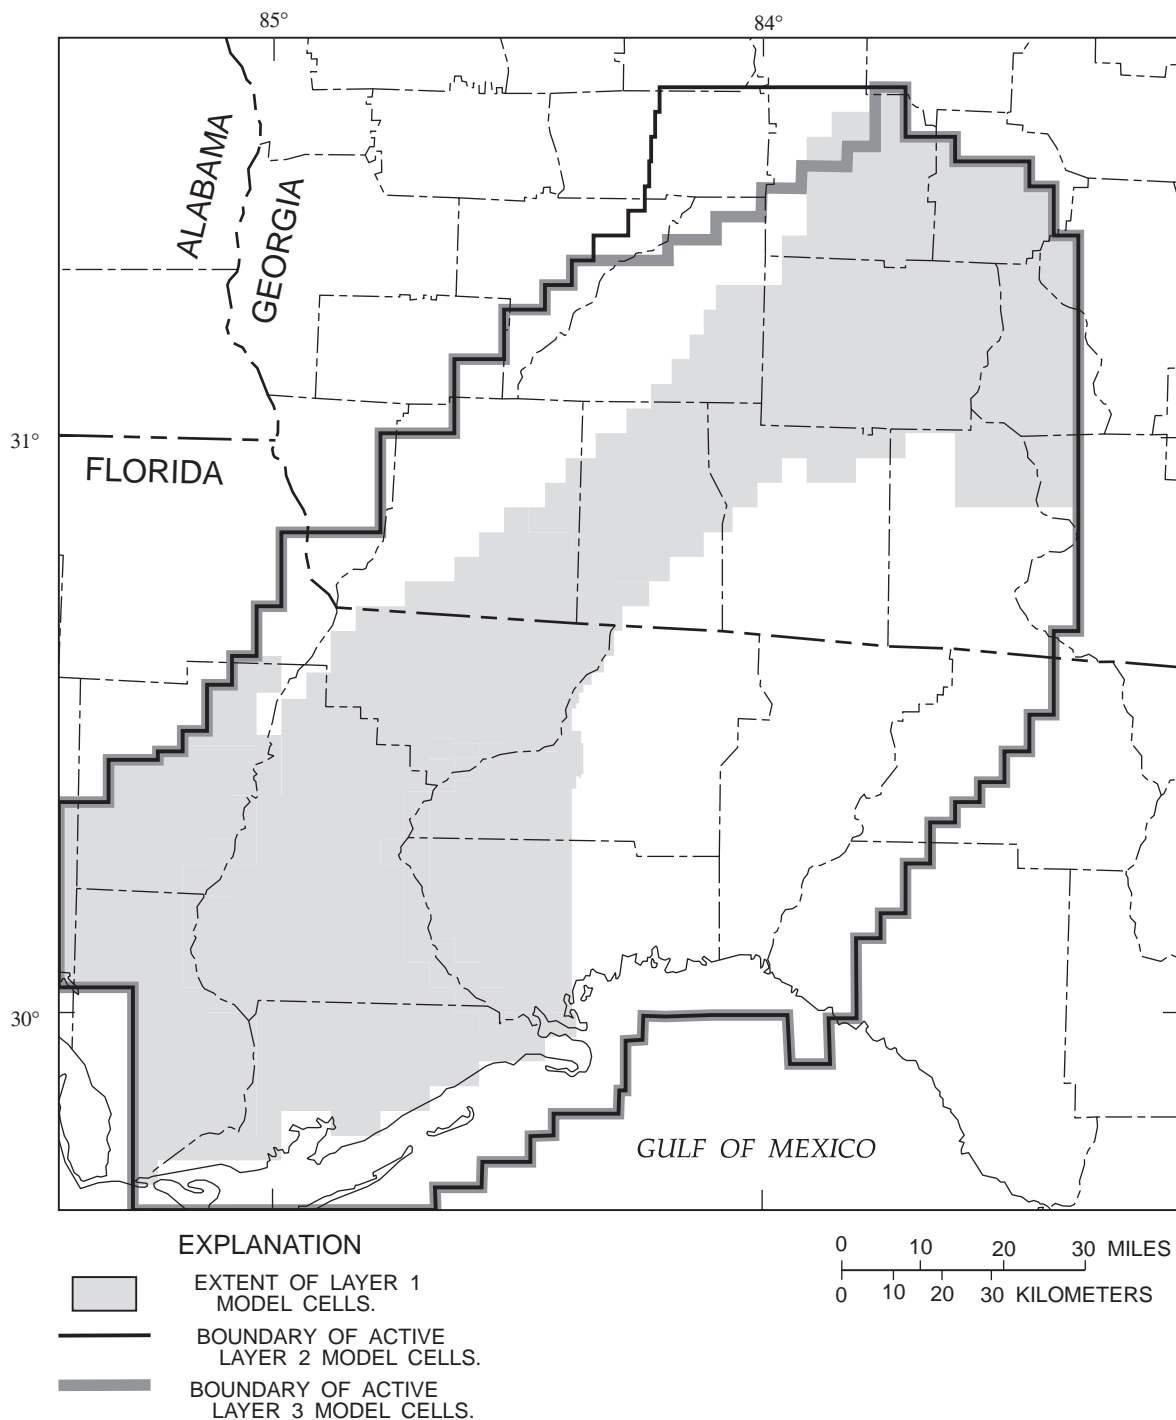 85°
84°
ALABAMA
GEORGIA
31°
FLORIDA
30°
GULF OF MEXICO
EXPLANATION
EXTENT OF LAYER 1
MODEL CELLS.
BOUNDARY OF ACTIVE
LAYER 2 MODEL CELLS.
BOUNDARY OF ACTIVE
LAYER 3 MODEL CELLS.
0 10 20 30 MILES
0 10 20 30 KILOMETERS